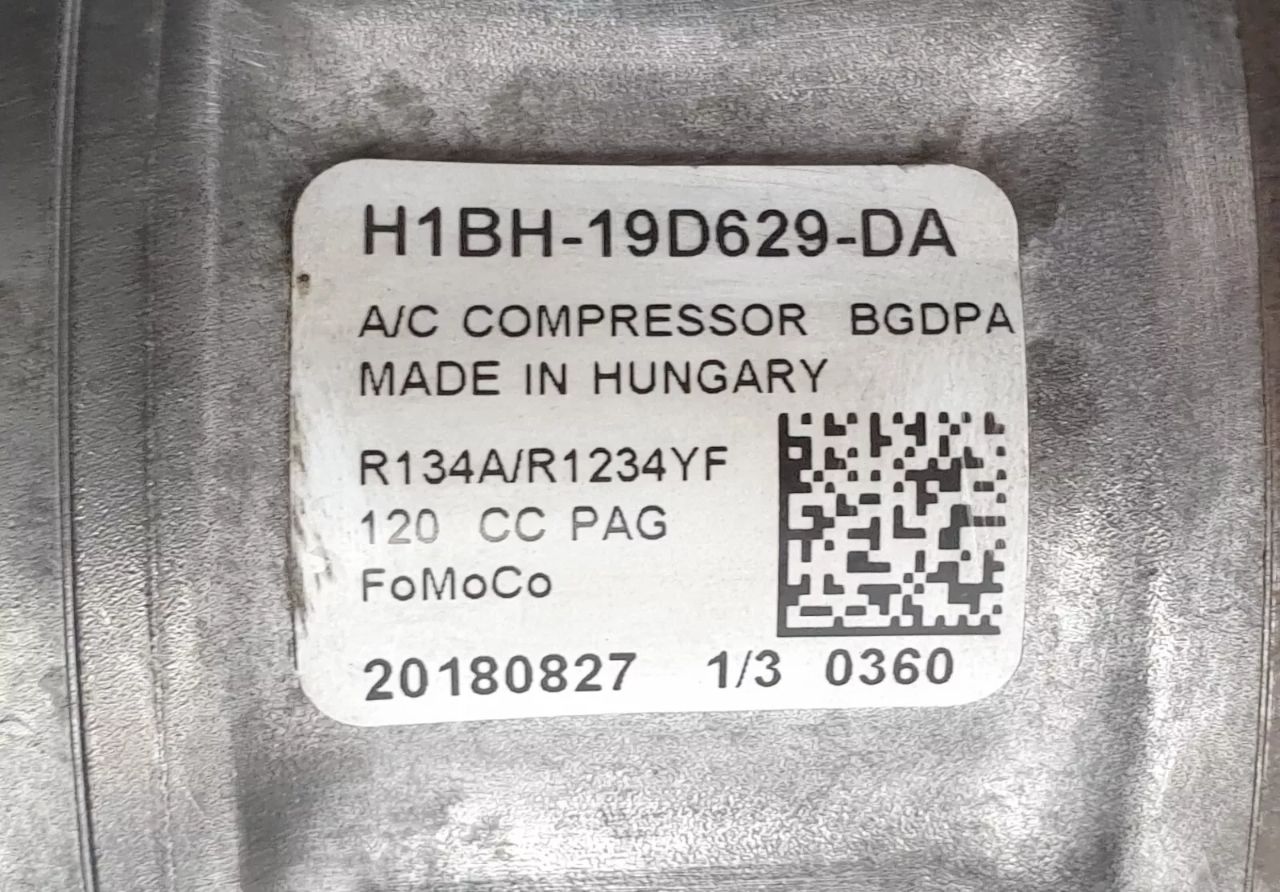 H1BH-19D629-DA
A/C COMPRESSOR BGDPA
MADE IN HUNGARY
R134A/R1234YF
120 CC PAG
FoMoCo
20180827 1/3 0360